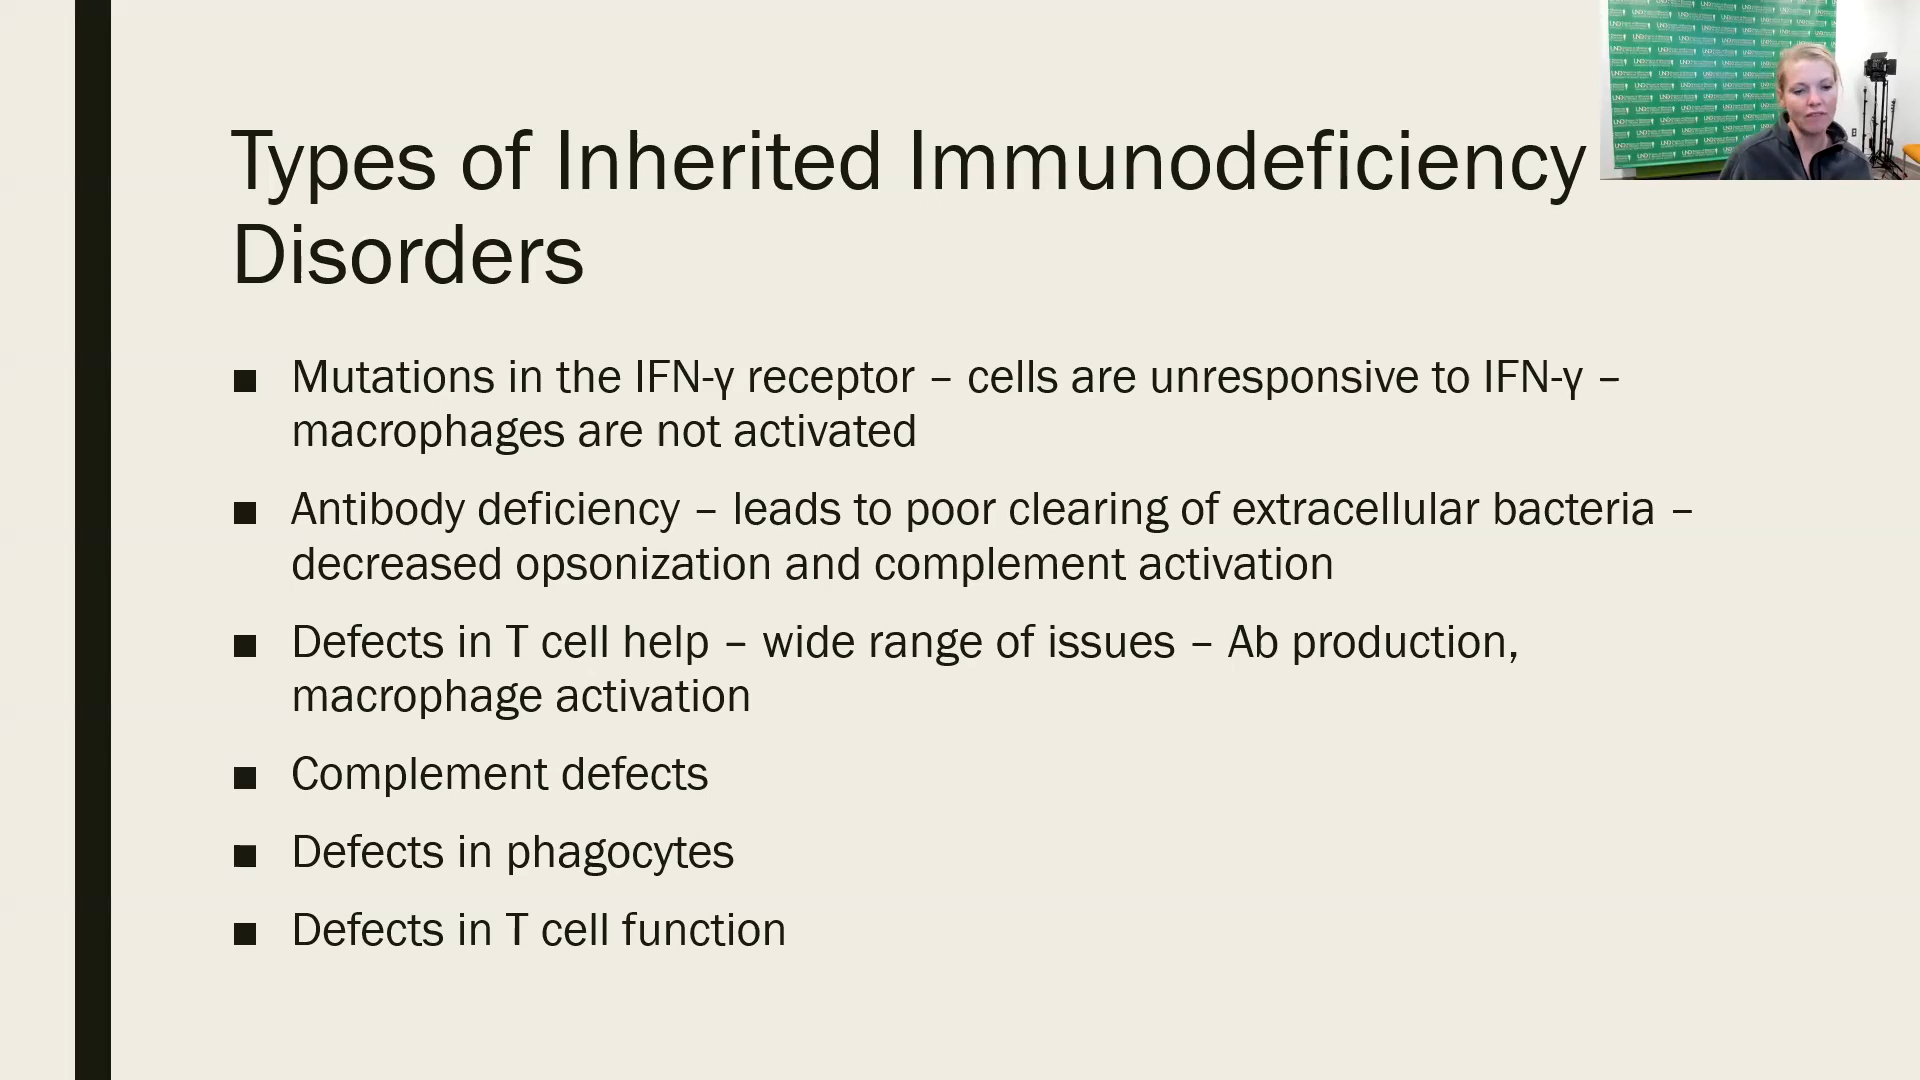 Types of Inherited Immunodeficiency
Disorders
■ Mutations in the IFN-γ receptor – cells are unresponsive to IFN-γ –
macrophages are not activated
■ Antibody deficiency – leads to poor clearing of extracellular bacteria –
decreased opsonization and complement activation
■ Defects in T cell help – wide range of issues – Ab production,
macrophage activation
■ Complement defects
■ Defects in phagocytes
■ Defects in T cell function